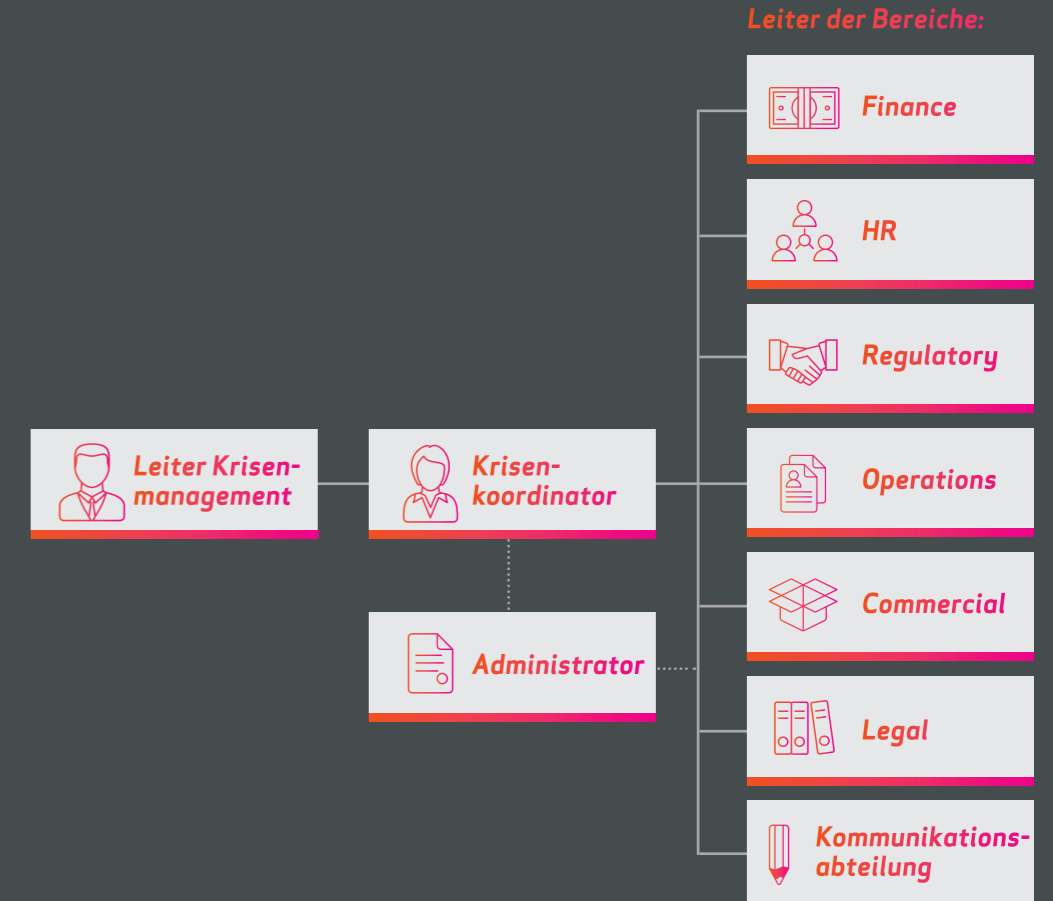 Leiter der Bereiche:
Finance
HR
Regulatory
Leiter Krisen-
management
Krisen-
koordinator
Operations
Commercial
Administrator
Legal
Kommunikations-
abteilung